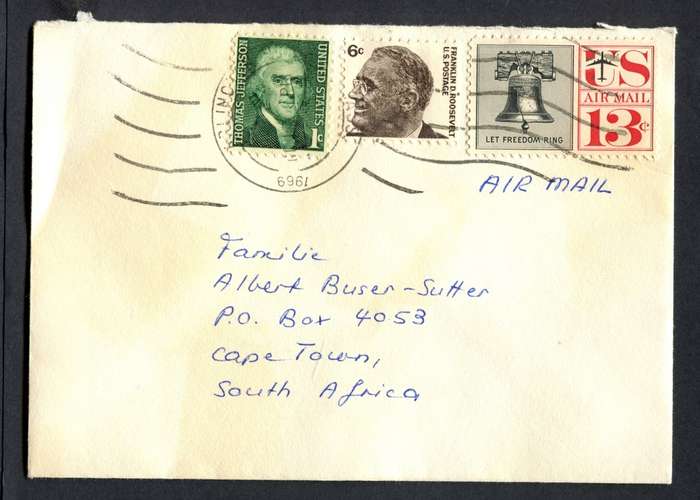 THOMAS JEFFERSON
UNITED STATES
1c
6c
FRANKLIN D. ROOSEVELT
U.S. POSTAGE
LET FREEDOM RING
US
AIR MAIL
13c
1969
AIR MAIL
Familie
Albert Buser-Sutter
P.O. Box 4053
Cape Town,
South Africa